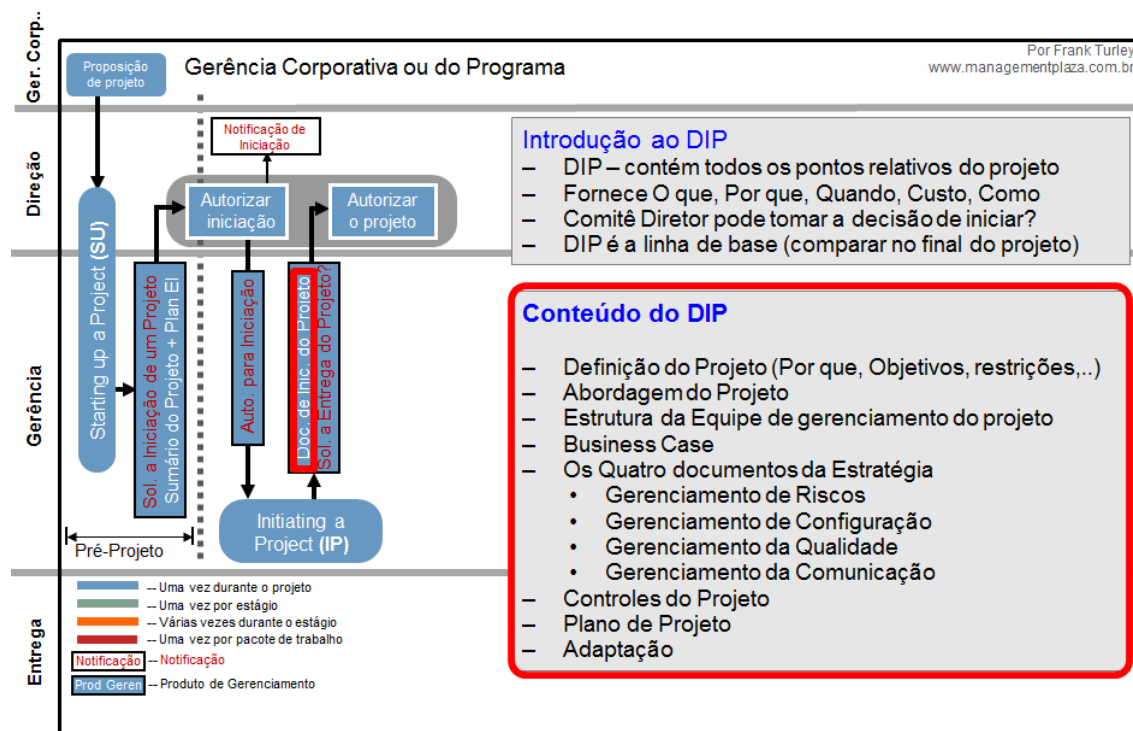 Ger. Corp..
Proposição
de projeto
Gerência Corporativa ou do Programa
Por Frank Turley
www.managementplaza.com.br
Direção
Notificação de
Iniciação
Autorizar
iniciação
Autorizar
o projeto
Introdução ao DIP
– DIP – contém todos os pontos relativos do projeto
– Fornece O que, Por que, Quando, Custo, Como
– Comitê Diretor pode tomar a decisão de iniciar?
– DIP é a linha de base (comparar no final do projeto)
Gerência
Starting up a Project (SU)
Sol. a Iniciação de um Projeto
Sumário do Projeto + Plan EI
Auto. para Iniciação
Doc. de Inic. do Projeto
Sol. a Entrega do Projeto?
Initiating a
Project (IP)
Pré-Projeto
Conteúdo do DIP
– Definição do Projeto (Por que, Objetivos, restrições,..)
– Abordagem do Projeto
– Estrutura da Equipe de gerenciamento do projeto
– Business Case
– Os Quatro documentos da Estratégia
• Gerenciamento de Riscos
• Gerenciamento de Configuração
• Gerenciamento da Qualidade
• Gerenciamento da Comunicação
– Controles do Projeto
– Plano de Projeto
– Adaptação
Entrega
-- Uma vez durante o projeto
-- Uma vez por estágio
-- Várias vezes durante o estágio
-- Uma vez por pacote de trabalho
Notificação -- Notificação
Prod Geren -- Produto de Gerenciamento